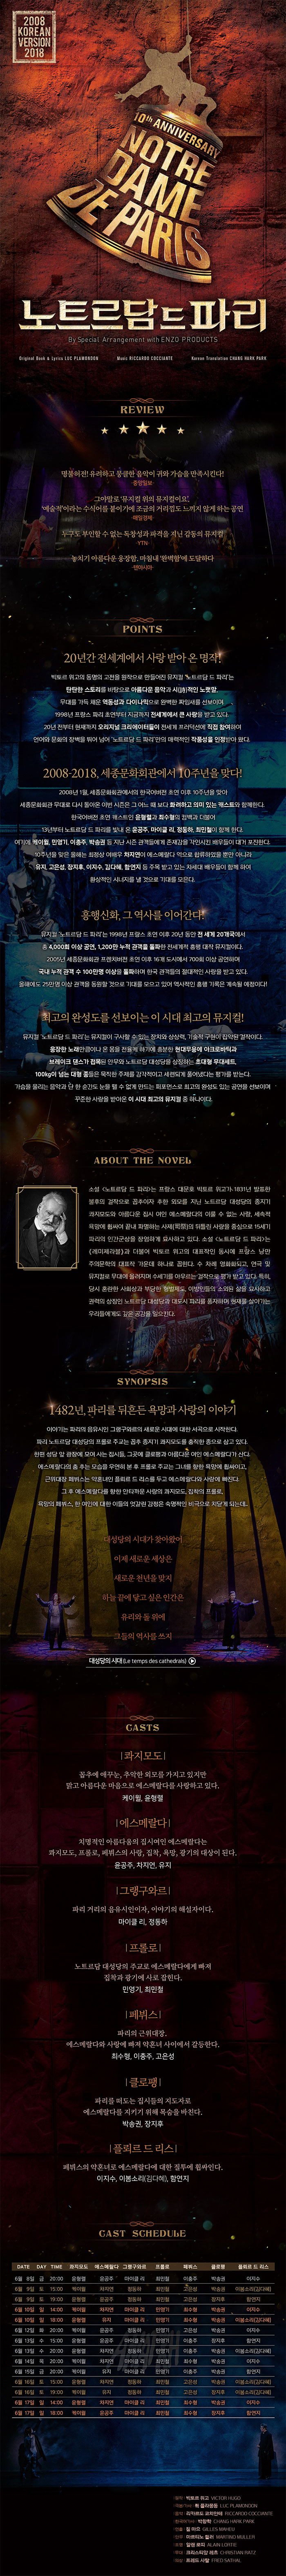 2008
KOREAN
VERSION
2018
10th ANNIVERSARY
NOTRE
DAME
DE PARIS
노트르담 드 파리
By Special Arrangement with ENZO PRODUCTS
Original Book & Lyrics LUC PLAMONDON Music RICCARDO COCCIANTE Korean Translation CHANG HARK PARK
REVIEW
명불허전! 유려하고 뭉클한 음악이 귀와 가슴을 만족시킨다!
-중앙일보-
그야말로 '뮤지컬 위의 뮤지컬이요',
'예술적'이라는 수식어를 붙이기에 조금의 거리낌도 느끼지 않게 하는 공연
-매일경제-
누구도 부인할 수 없는 독창성과 파격을 지닌 감동의 뮤지컬
-YTN-
놓치기 아까운 웅장함, 마침내 '완벽함'에 도달하다
-텐아시아-
POINTS
20년간 전세계에서 사랑 받아 온 명작!
빅토르 위고의 동명의 고전을 원작으로 만들어진 뮤지컬 '노트르담 드 파리'는
탄탄한 스토리를 바탕으로 아름다운 음악과 시(詩)적인 노랫말,
무대를 가득 채운 역동성과 다이나믹으로 완벽한 짜임새를 선보이며
1998년 프랑스 파리 초연부터 지금까지 전세계에서 큰 사랑을 받고 있다.
20년 전부터 현재까지 오리지널 크리에이터들이 전세계 프러덕션에 직접 참여하며
언어와 문화의 장벽을 뛰어 넘어 '노트르담 드 파리'만의 매력적인 작품성을 인정받아 왔다.
2008-2018, 세종문화회관에서 10주년을 맞다!
2008년 1월, 세종문화회관에서의 한국어버전 초연 이후 10주년을 맞아
세종문화회관 무대로 다시 돌아온 이번 시즌은 그 어느 때 보다 화려하고 의미 있는 캐스트와 함께한다.
한국어버전 초연 캐스트인 윤형렬과 최수형의 컴백과 더불어
13년부터 노트르담 드 파리를 빛내 온 윤공주, 마이클 리, 정동하, 최민철이 함께 한다.
여기에 케이윌, 민영기, 이충주, 박송권 등 지난 시즌 관객들에게 존재감을 각인시킨 배우들이 대거 포진한다.
10주년을 맞은 올해는 최정상 여배우 차지연이 에스메랄다 역으로 합류하였을 뿐만 아니라
유지, 고은성, 장지후, 이지수, 김다혜, 함연지 등 주목 받고 있는 차세대 배우들이 함께 하여
환상적인 시너지를 낼 것으로 기대를 모은다.
흥행신화, 그 역사를 이어간다!
뮤지컬 '노트르담 드 파리'는 1998년 프랑스 초연 이후 20년 동안 전 세계 20개국에서
총 4,000회 이상 공연, 1,200만 누적 관객을 돌파한 전세계적 흥행 대작 뮤지컬이다.
2005년 세종문화회관 프렌치버전 초연 이후 16개 도시에서 700회 이상 공연하며
국내 누적 관객 수 100만명 이상을 돌파하여 한국 관객들의 절대적인 사랑을 받고 있다.
올해에도 25만명 이상 관객을 동원할 것으로 기대를 모으고 있어 역사적인 흥행 기록은 계속될 예정이다!
최고의 완성도를 선보이는 이 시대 최고의 뮤지컬!
뮤지컬 '노트르담 드 파리'는 뮤지컬이 구사할 수 있는 장치와 상상력, 기술적 구현이 집약된 걸작이다.
웅장한 노래만큼이나 온 몸을 전율하게 하기에 충분한 현대무용의 아크로바틱과
브레이크 댄스가 접목된 안무와 노트르담 대성당을 상징하는 초대형 무대세트,
100kg이 넘는 대형 종들은 묵직한 주제를 감각적이고 세련되게 풀어냈다는 평가를 받는다.
가슴을 울리는 음악과 단 한 순간도 눈을 뗄 수 없게 만드는 퍼포먼스로 최고의 완성도 있는 공연을 선보이며
꾸준한 사랑을 받아온 이 시대 최고의 뮤지컬 중 하나이다.
ABOUT THE NOVEL
소설 <노트르담 드 파리>는 프랑스 대문호 빅토르 위고가 1831년 발표한
불후의 걸작으로 꼽추이자 추한 외모를 지닌 노트르담 대성당의 종지기
콰지모도와 아름다운 집시 여인 에스메랄다의 이룰 수 없는 사랑, 세속적
욕망에 휩싸여 끝내 파멸하는 사제(司祭)의 뒤틀린 사랑을 중심으로 15세기
파리의 인간군상을 장엄하게 묘사하고 있다. 소설 <노트르담 드 파리>는
<레미제라블>과 더불어 빅토르 위고의 대표작인 동시에 프랑스 낭만
주의문학의 대표작 가운데 하나로 꼽힌다. 수 차례 영화화되고, 연극 및
뮤지컬로 무대에 올려지며 수세기를 아우르는 걸작으로 평가 받고 있다. 특히,
당시 혼란한 사회상과 부당한 형법제도, 이방인들의 소외된 삶을 묘사하고
권력의 상징인 노트르담 대성당과 대도시 파리를 풍자하며 현재를 살아가는
우리들에게도 깊은 공감을 일으킨다.
SYNOPSIS
1482년, 파리를 뒤흔든 욕망과 사랑의 이야기
이야기는 파리의 음유시인 그랭구와르의 새로운 시대에 대한 서곡으로 시작한다.
파리 노트르담 대성당의 프롤로 주교는 꼽추 종지기 콰지모도를 충직한 종으로 삼고 있다.
한편 성당 앞 광장에 모여 사는 집시들, 그곳에 클로팽과 아름다운 여인 에스메랄다가 산다.
에스메랄다의 춤 추는 모습을 우연히 본 후 프롤로 주교는 그녀를 향한 욕망에 휩싸이고,
근위대장 페뷔스는 약혼녀인 플뢰르 드 리스를 두고 에스메랄다와 사랑에 빠진다.
그 후 에스메랄다를 향한 안타까운 사랑의 콰지모도, 집착의 프롤로,
욕망의 페뷔스, 한 여인에 대한 이들의 엇갈린 감정은 숙명적인 비극으로 치닫게 되는데..
대성당의 시대가 찾아왔어
이제 세상은 새로운
새로운 천년을 맞지
하늘 끝에 닿고 싶은 인간은
유리와 돌 위에
그들의 역사를 쓰지
대성당의 시대 (Le temps des cathedrals)
CASTS
|콰지모도|
꼽추에 애꾸눈, 추악한 외모를 가지고 있지만
맑고 아름다운 마음으로 에스메랄다를 사랑하고 있다.
케이윌, 윤형렬
|에스메랄다|
치명적인 아름다움의 집시여인 에스메랄다는
콰지모도, 프롤로, 페뷔스의 사랑, 집착, 욕망, 광기의 대상이 된다.
윤공주, 차지연, 유지
|그랭구와르|
파리 거리의 음유시인이자, 이야기의 해설자이다.
마이클 리, 정동하
|프롤로|
노트르담 대성당의 주교로 에스메랄다에게 빠져
집착과 광기에 사로 잡힌다.
민영기, 최민철
|페뷔스|
파리의 근위대장.
에스메랄다와 사랑에 빠져 약혼녀 사이에서 갈등한다.
최수형, 이충주, 고은성
|클로팽|
파리를 떠도는 집시들의 지도자로
에스메랄다를 지키기 위해 목숨을 바친다.
박송권, 장지후
|플뢰르 드 리스|
페뷔스의 약혼녀로 에스메랄다에 대한 질투에 휩싸인다.
이지수, 이봄소리(김다혜), 함연지
CAST SCHEDULE
DATE DAY TIME 콰지모도 에스메랄다 그랭구와르 프롤로 페뷔스 클로팽 플뢰르 드 리스
6월 8일 금 20:00 윤형렬 윤공주 마이클 리 최민철 이충주 박송권 이지수
6월 9일 토 15:00 케이윌 차지연 정동하 최민철 고은성 박송권 이봄소리(김다혜)
6월 9일 토 19:00 윤형렬 윤공주 정동하 최민철 고은성 장지후 함연지
6월 10일 일 14:00 케이윌 차지연 마이클 리 민영기 최수형 박송권 이지수
6월 10일 일 18:00 윤형렬 유지 마이클 리 민영기 최수형 박송권 이봄소리(김다혜)
6월 12일 화 20:00 케이윌 윤공주 마이클 리 민영기 이충주 박송권 이지수
6월 13일 수 15:00 윤형렬 윤공주 정동하 민영기 이충주 장지후 함연지
6월 13일 수 20:00 윤형렬 차지연 정동하 민영기 이충주 박송권 이봄소리(김다혜)
6월 14일 목 20:00 케이윌 차지연 마이클 리 최민철 고은성 박송권 이지수
6월 15일 금 20:00 케이윌 유지 마이클 리 민영기 이충주 박송권 함연지
6월 16일 토 15:00 윤형렬 윤공주 정동하 최민철 고은성 박송권 이봄소리(김다혜)
6월 16일 토 19:00 케이윌 유지 정동하 최민철 고은성 장지후 이봄소리(김다혜)
6월 17일 일 14:00 윤형렬 차지연 마이클 리 최민철 최수형 박송권 이지수
6월 17일 일 18:00 케이윌 윤공주 마이클 리 최민철 최수형 장지후 함연지
빅토르 위고 VICTOR HUGO
뤽 플라몽동 LUC PLAMONDON
리카르도 코치안테 RICCARDO COCCIANTE
박창학 CHANG HARK PARK
질 마으 GILLES MAHEU
마르티노 뮐러 MARTINO MÜLLER
알랭 로띠 ALAIN LORTIE
크리스티앙 래츠 CHRISTIAN RATZ
프레드 사탈 FRED SATHAL